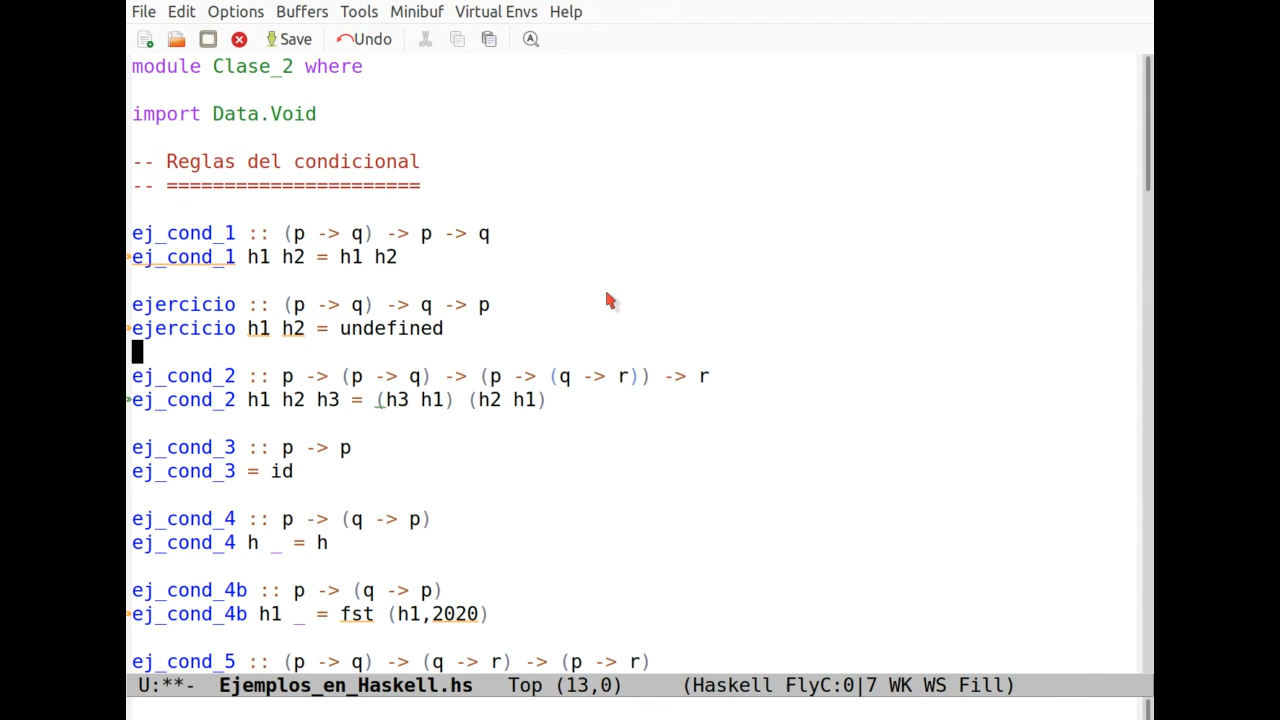 File Edit Options Buffers Tools Minibuf Virtual Envs Help
Save Undo
module Clase_2 where
import Data.Void
-- Reglas del condicional
-- ======================
ej_cond_1 :: (p -> q) -> p -> q
ej_cond_1 h1 h2 = h1 h2
ejercicio :: (p -> q) -> q -> p
ejercicio h1 h2 = undefined
ej_cond_2 :: p -> (p -> q) -> (p -> (q -> r)) -> r
ej_cond_2 h1 h2 h3 = (h3 h1) (h2 h1)
ej_cond_3 :: p -> p
ej_cond_3 = id
ej_cond_4 :: p -> (q -> p)
ej_cond_4 h _ = h
ej_cond_4b :: p -> (q -> p)
ej_cond_4b h1 _ = fst (h1,2020)
ej_cond_5 :: (p -> q) -> (q -> r) -> (p -> r)
U:**- Ejemplos_en_Haskell.hs Top (13,0) (Haskell FlyC:0|7 WK WS Fill)